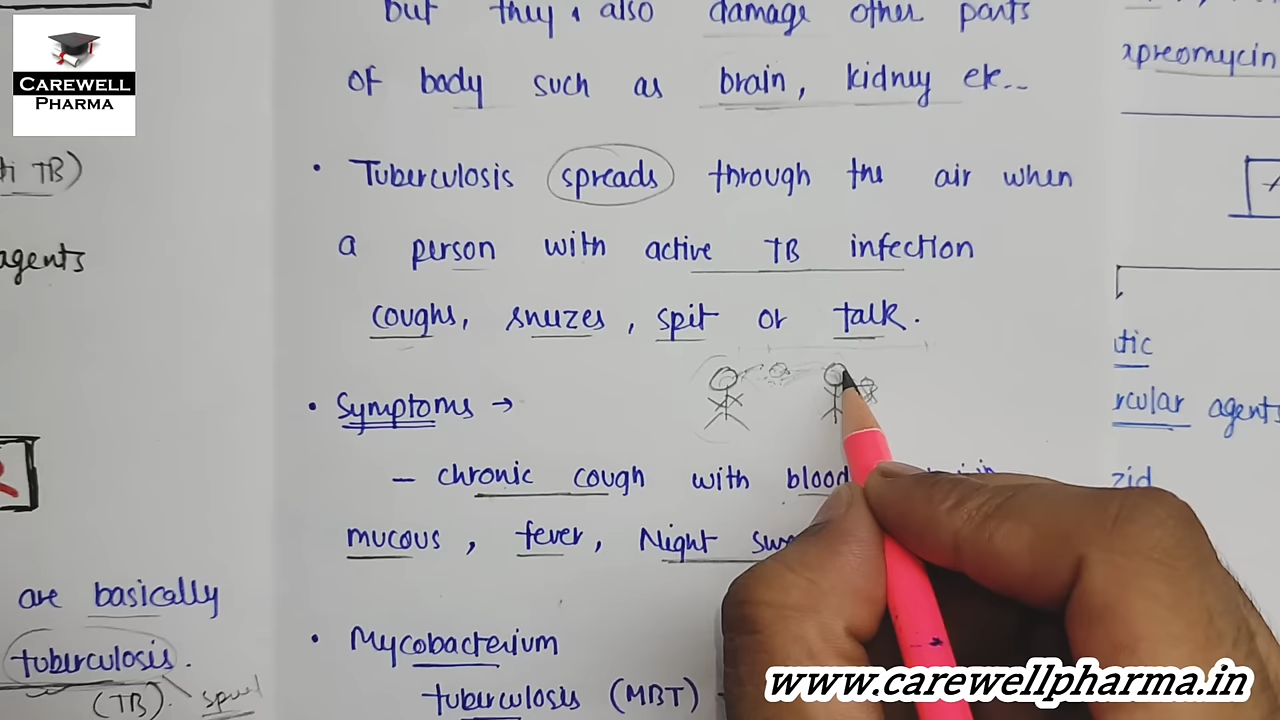 CAREWELL
PHARMA
but they also damage other parts
of body such as brain, kidney etc..
• Tuberculosis spreads through the air when
a person with active TB infection
coughs, snuzes, spit or talk.
• Symptoms →
– chronic cough with blood
mucous, fever, Night
• Mycobacterium
tuberculosis (MBT)
TB)
agents
are basically
tuberculosis.
(TB).
apreomycin
tic
rcular agents
zid
www.carewellpharma.in